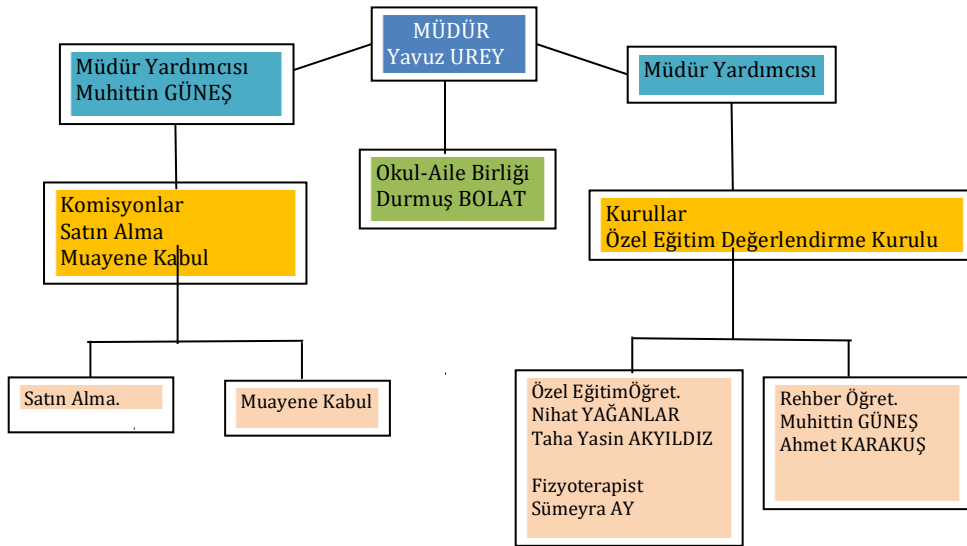 MÜDÜR
Yavuz UREY
Müdür Yardımcısı
Muhittin GÜNEŞ
Müdür Yardımcısı
Okul-Aile Birliği
Durmuş BOLAT
Komisyonlar
Satın Alma
Muayene Kabul
Kurullar
Özel Eğitim Değerlendirme Kurulu
Satın Alma.
Muayene Kabul
Özel EğitimÖğret.
Nihat YAĞANLAR
Taha Yasin AKYILDIZ
Fizyoterapist
Sümeyra AY
Rehber Öğret.
Muhittin GÜNEŞ
Ahmet KARAKUŞ